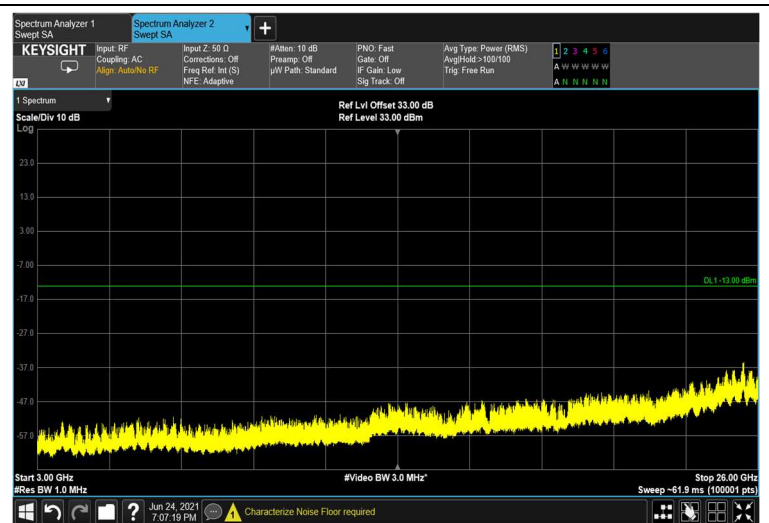 Spectrum Analyzer 1
Swept SA
Spectrum Analyzer 2
Swept SA
+
KEYSIGHT
LXI
Input: RF
Coupling: AC
Align: Auto/No RF
Input Z: 50 Ω
Corrections: Off
Freq Ref: Int (S)
NFE: Adaptive
#Atten: 10 dB
Preamp: Off
µW Path: Standard
PNO: Fast
Gate: Off
IF Gain: Low
Sig Track: Off
Avg Type: Power (RMS)
Avg|Hold:>100/100
Trig: Free Run
1 2 3 4 5 6
A W W W W W
A N N N N N
1 Spectrum
Scale/Div 10 dB
Log
Ref Lvl Offset 33.00 dB
Ref Level 33.00 dBm
23.0
13.0
3.00
-7.00
DL1 -13.00 dBm
-17.0
-27.0
-37.0
-47.0
-57.0
Start 3.00 GHz
#Res BW 1.0 MHz
#Video BW 3.0 MHz*
Stop 26.00 GHz
Sweep ~61.9 ms (100001 pts)
?
Jun 24, 2021
7:07:19 PM
1
Characterize Noise Floor required